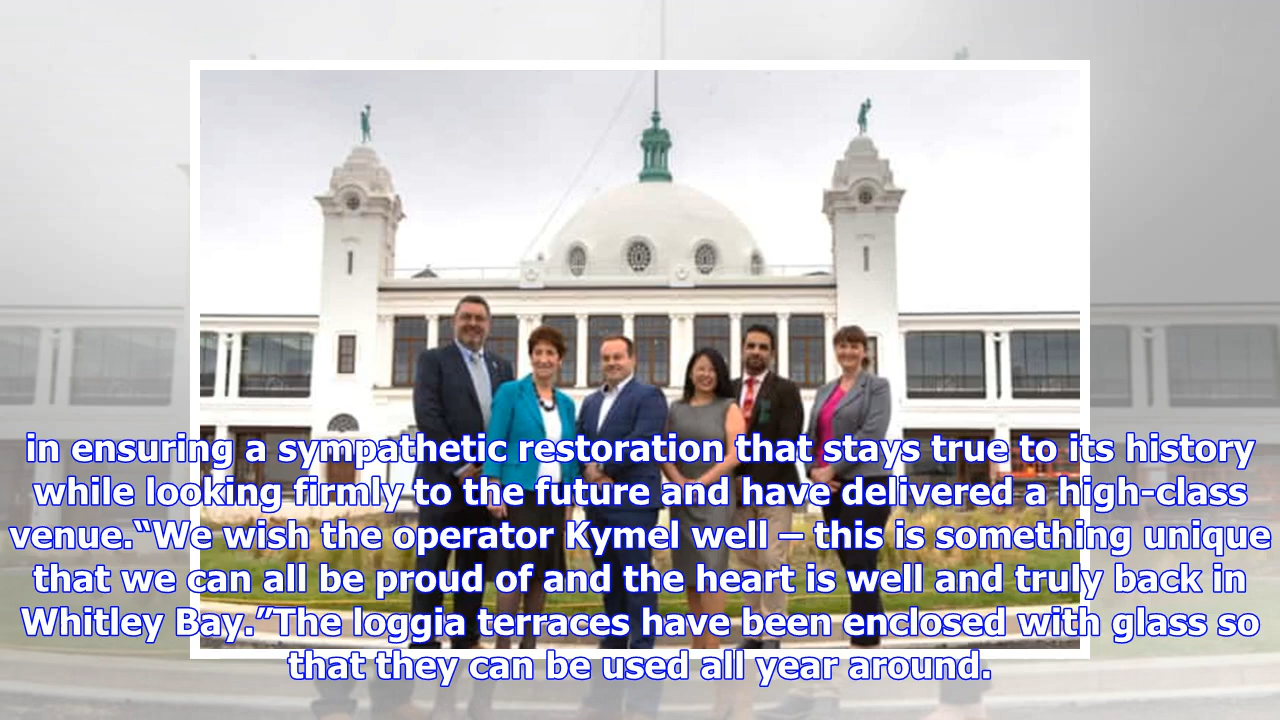 in ensuring a sympathetic restoration that stays true to its history
while looking firmly to the future and have delivered a high-class
venue.“We wish the operator Kymel well – this is something unique
that we can all be proud of and the heart is well and truly back in
Whitley Bay.”The loggia terraces have been enclosed with glass so
that they can be used all year around.